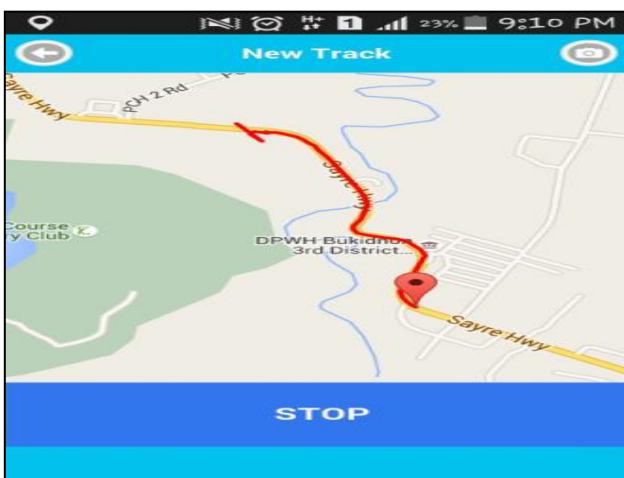 H+ 1 23% 9:10 PM
New Track
Sayre Hwy
PCH 2 Rd
Sayre Hwy
Course
y Club
DPWH Bukidnon
3rd District...
Sayre Hwy
STOP